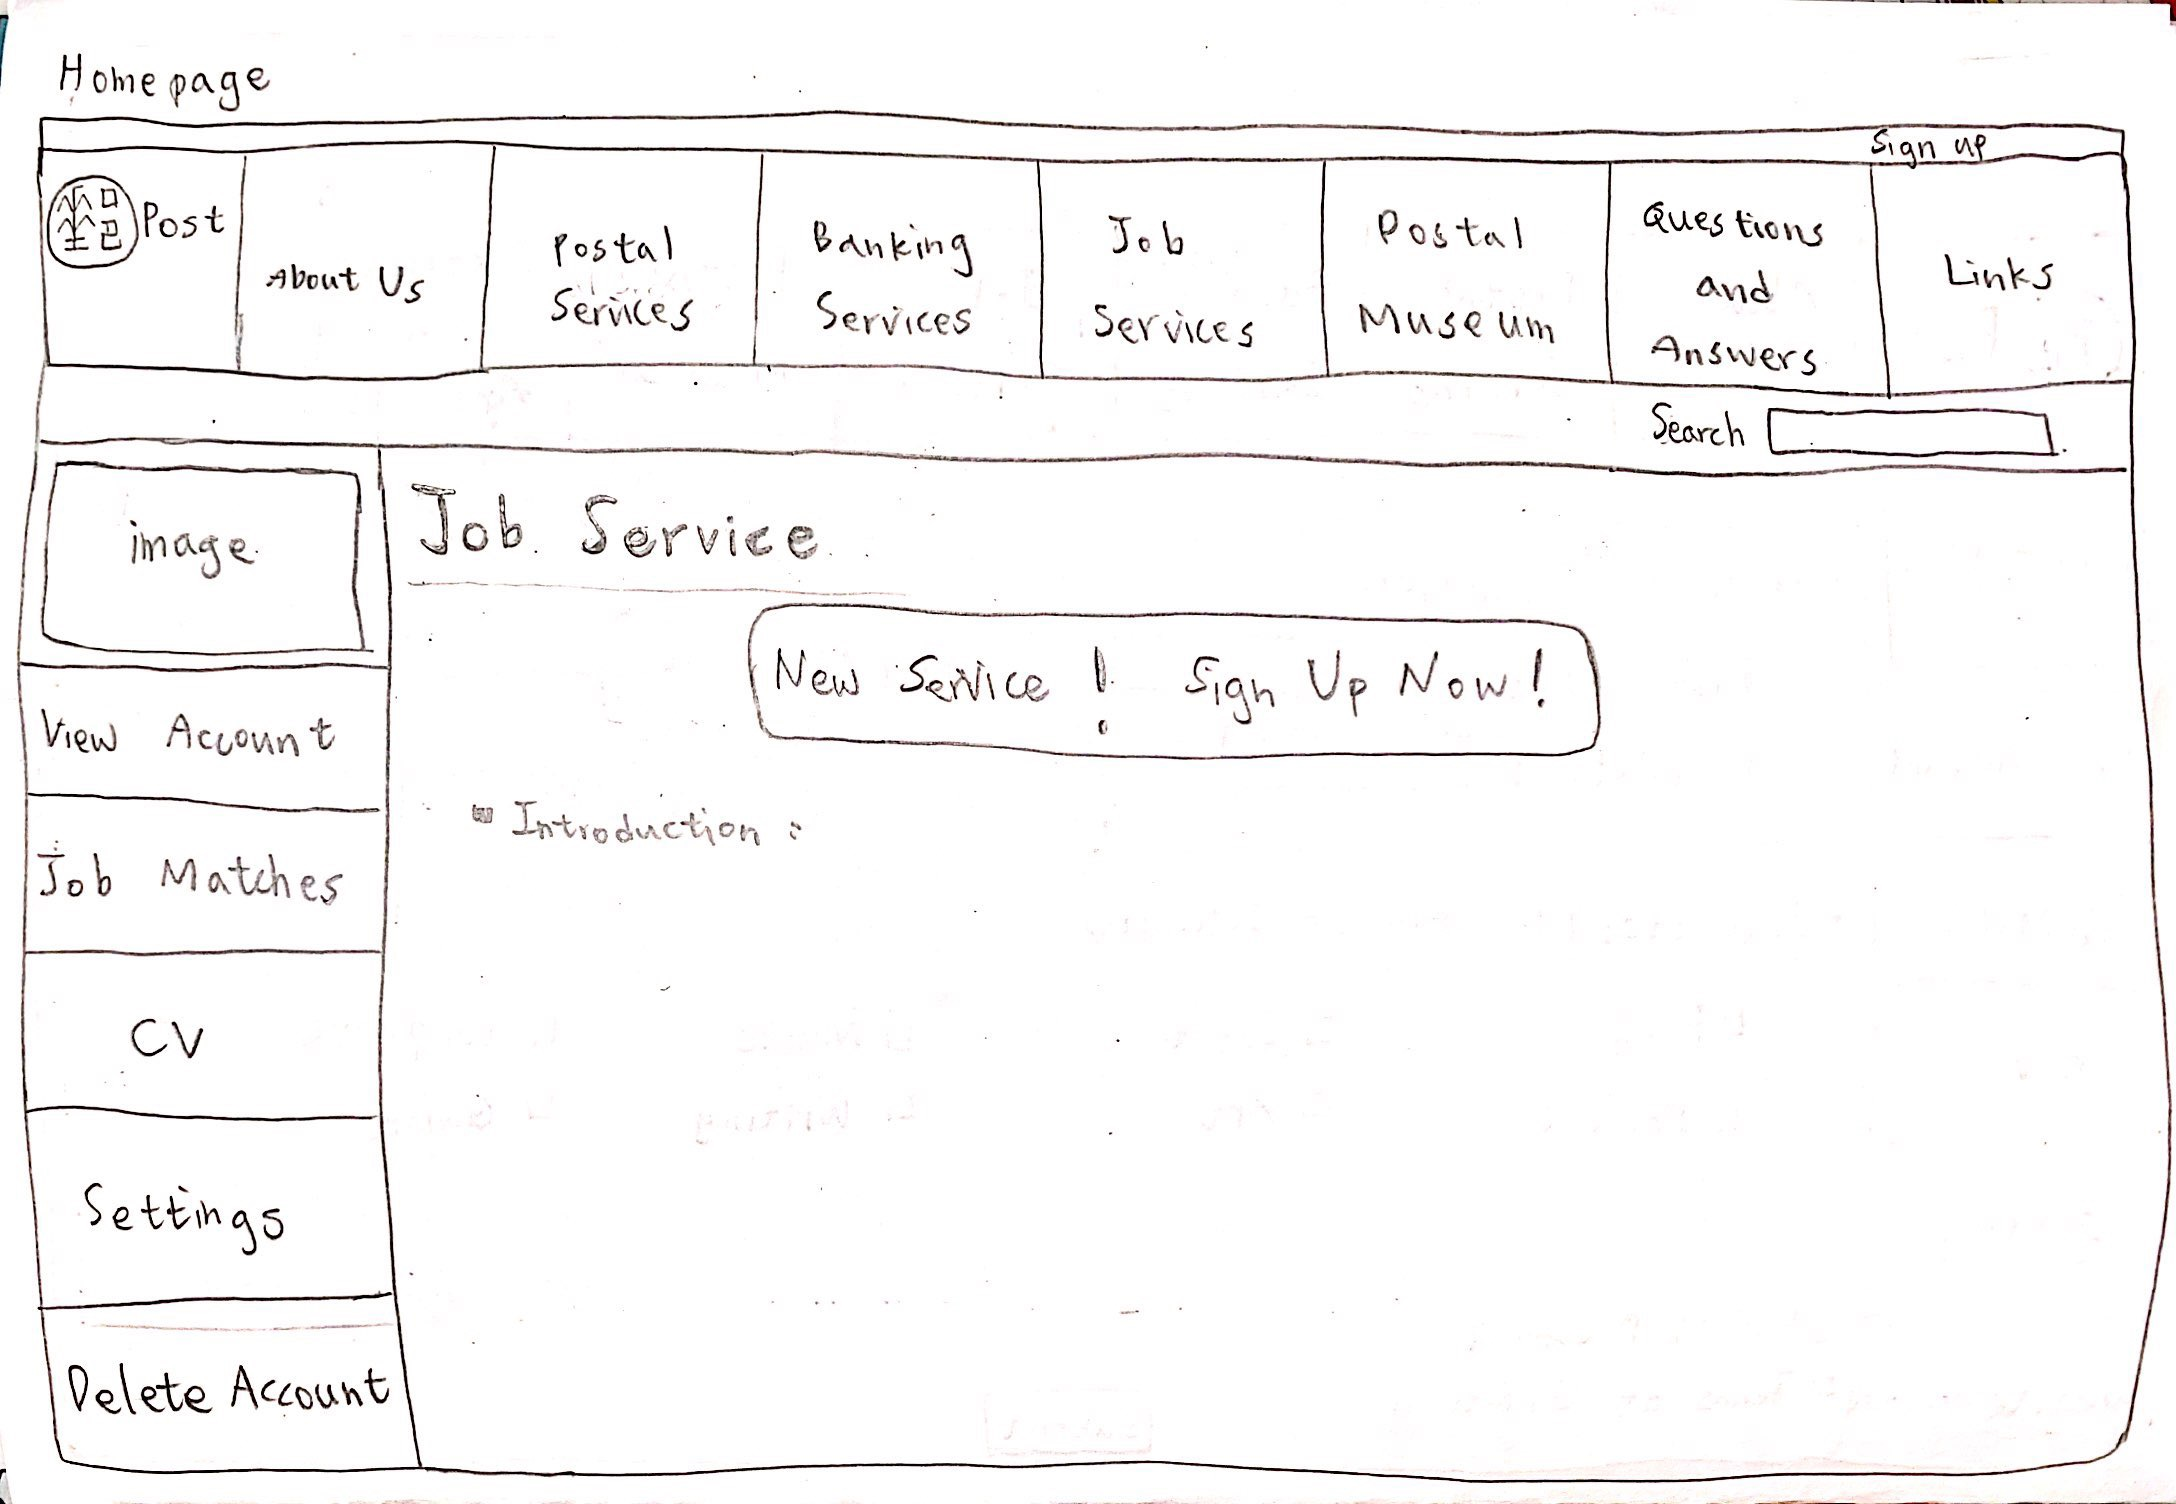 Homepage
Sign up
Post
About Us
Postal
Services
Banking
Services
Job
Services
Postal
Museum
Questions
and
Answers
Links
Search
image
Job Service
New Service! Sign Up Now!
View Account
Introduction:
Job Matches
CV
Settings
Delete Account